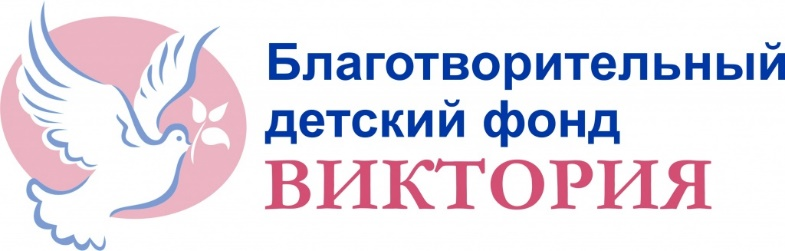 Благотворительный
детский фонд
ВИКТОРИЯ